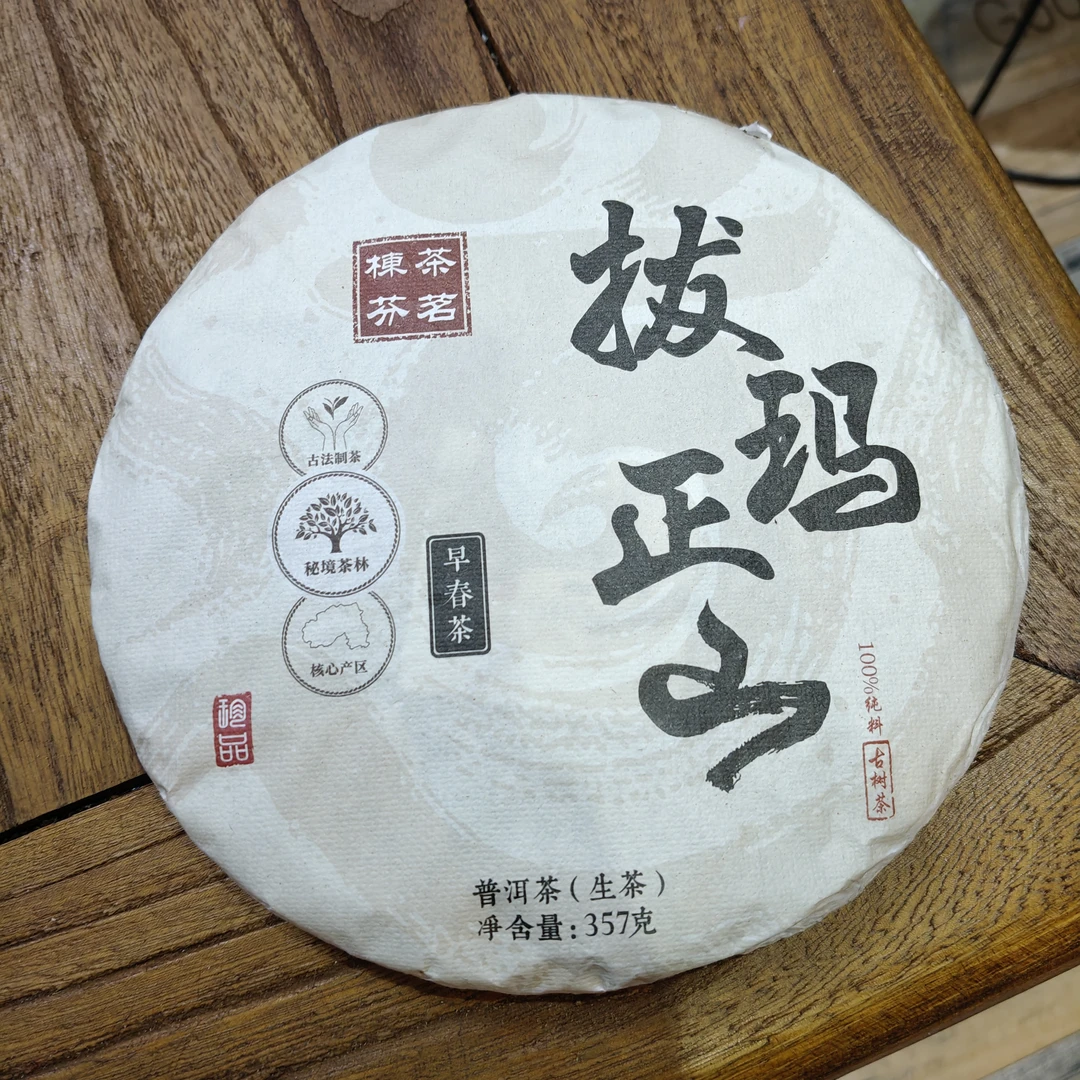 拔玛
正山
茶茗
棟芬
古法制茶
秘境茶林
核心产区
早春茶
珍品
100%纯料
古树茶
普洱茶（生茶）
净含量：357克